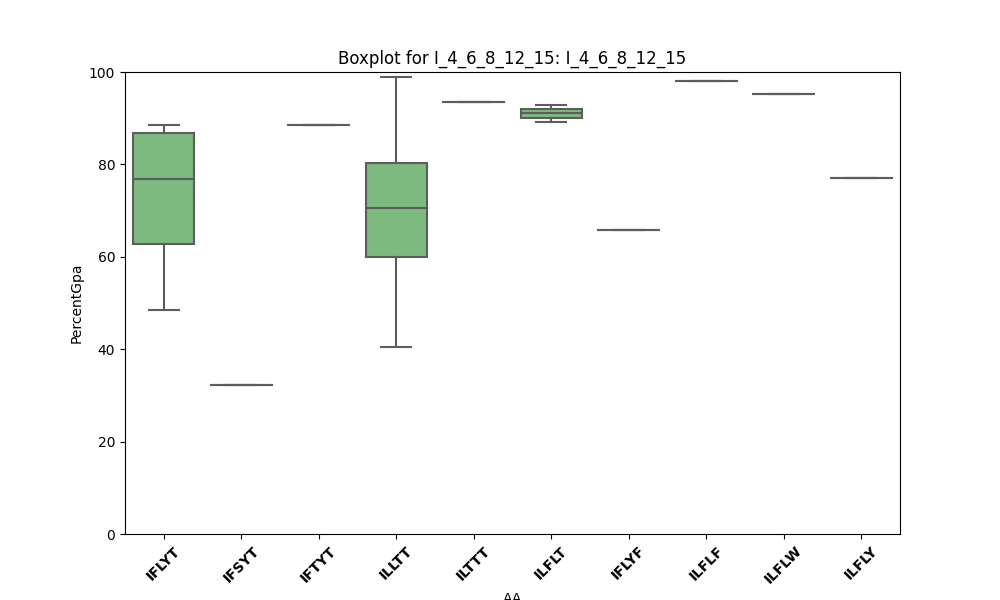 Boxplot for I_4_6_8_12_15: I_4_6_8_12_15
100
80
60
40
20
0
PercentGpa
IFLYT
IFSYT
IFTYT
ILLTT
ILTTT
ILFLT
IFLYF
ILFLF
ILFLW
ILFLY
AA